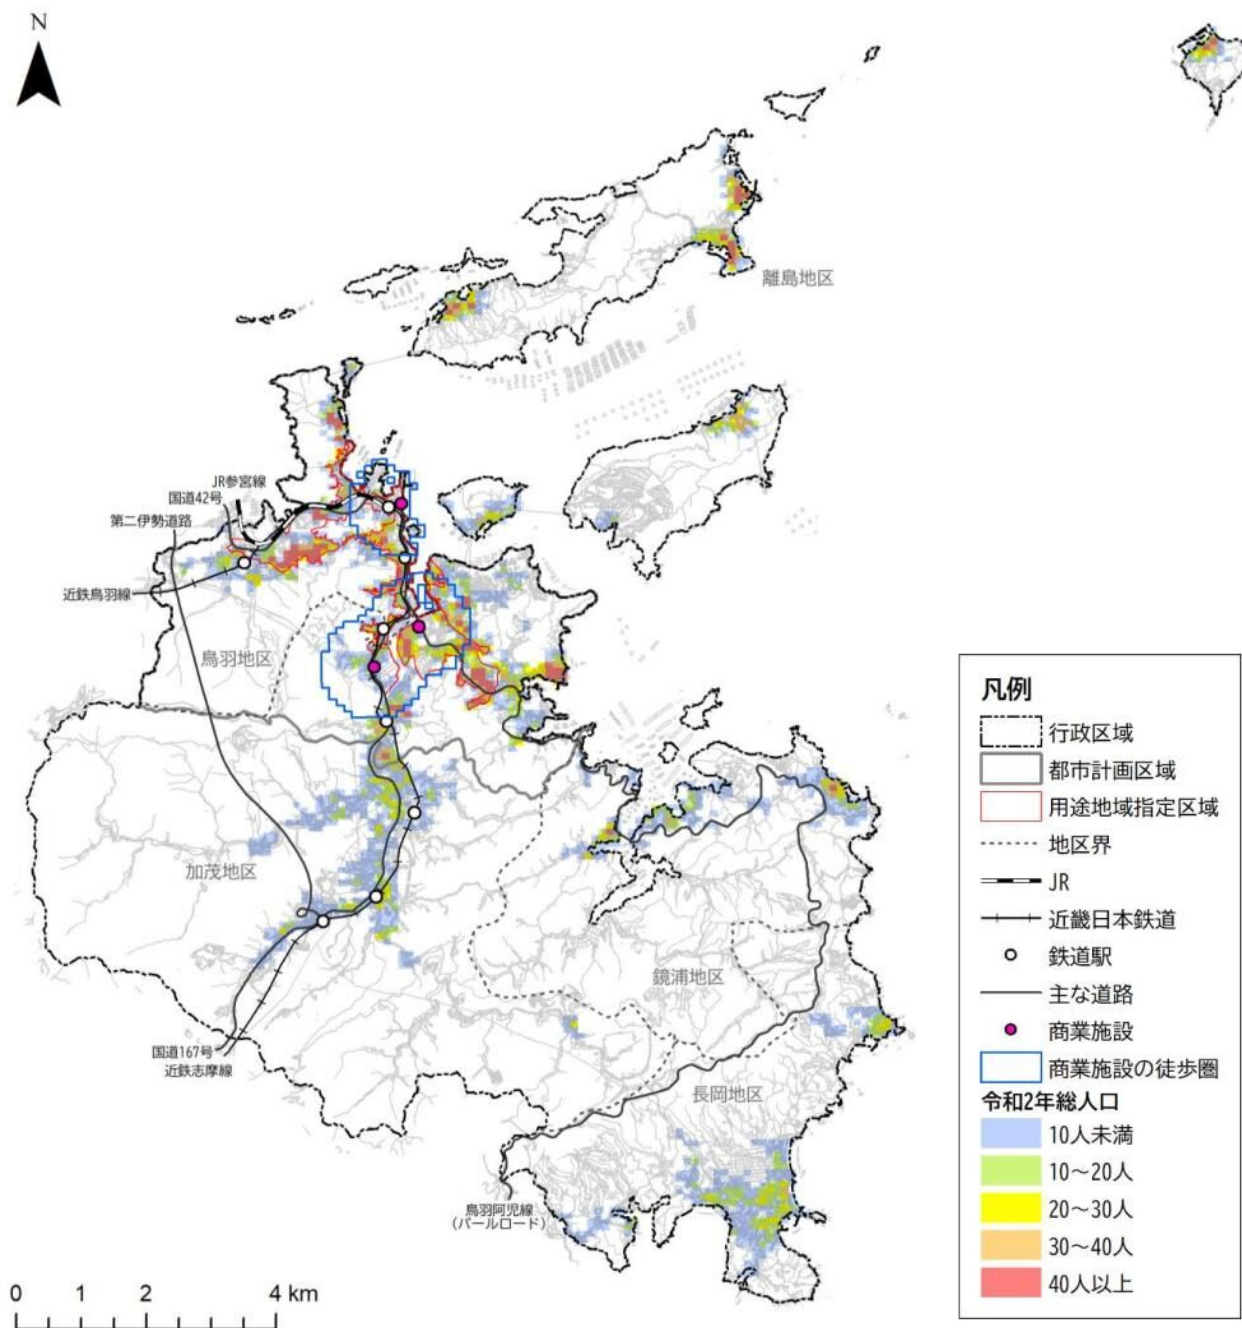 N
離島地区
JR参宮線
国道42号
第二伊勢道路
近鉄鳥羽線
鳥羽地区
加茂地区
鏡浦地区
国道167号
近鉄志摩線
長岡地区
鳥羽阿児線
(パールロード)
0 1 2 4 km
凡例
行政区域
都市計画区域
用途地域指定区域
地区界
JR
近畿日本鉄道
鉄道駅
主な道路
商業施設
商業施設の徒歩圏
令和2年総人口
10人未満
10~20人
20~30人
30~40人
40人以上